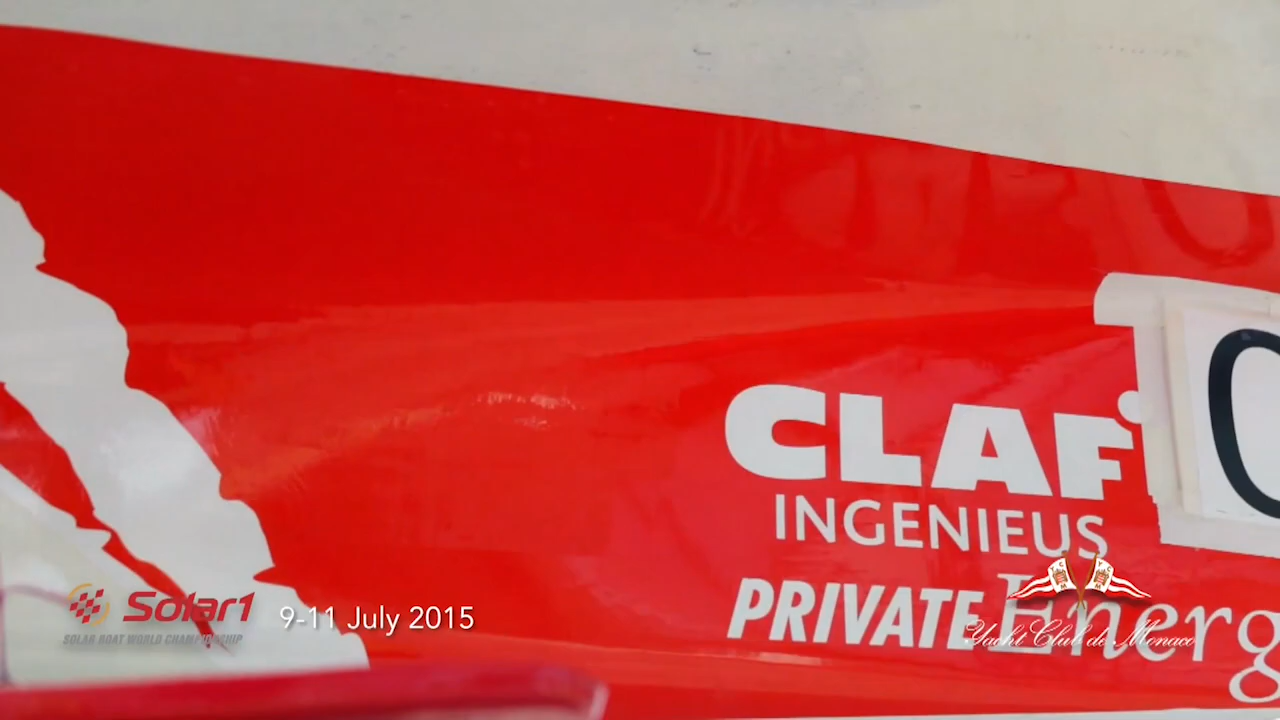 CLAF
INGENIEUS
PRIVATE Energ
Solar1
SOLAR BOAT WORLD CHAMPIONSHIP
9-11 July 2015
Yacht Club de Monaco